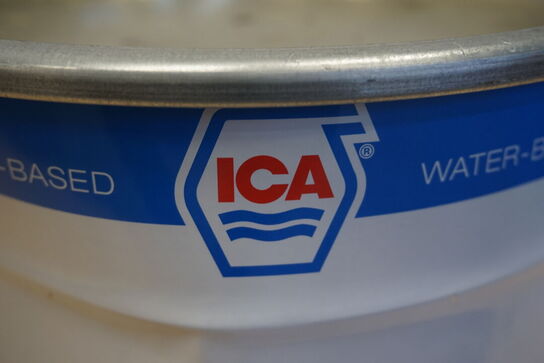 -BASED
ICA
®
WATER-B